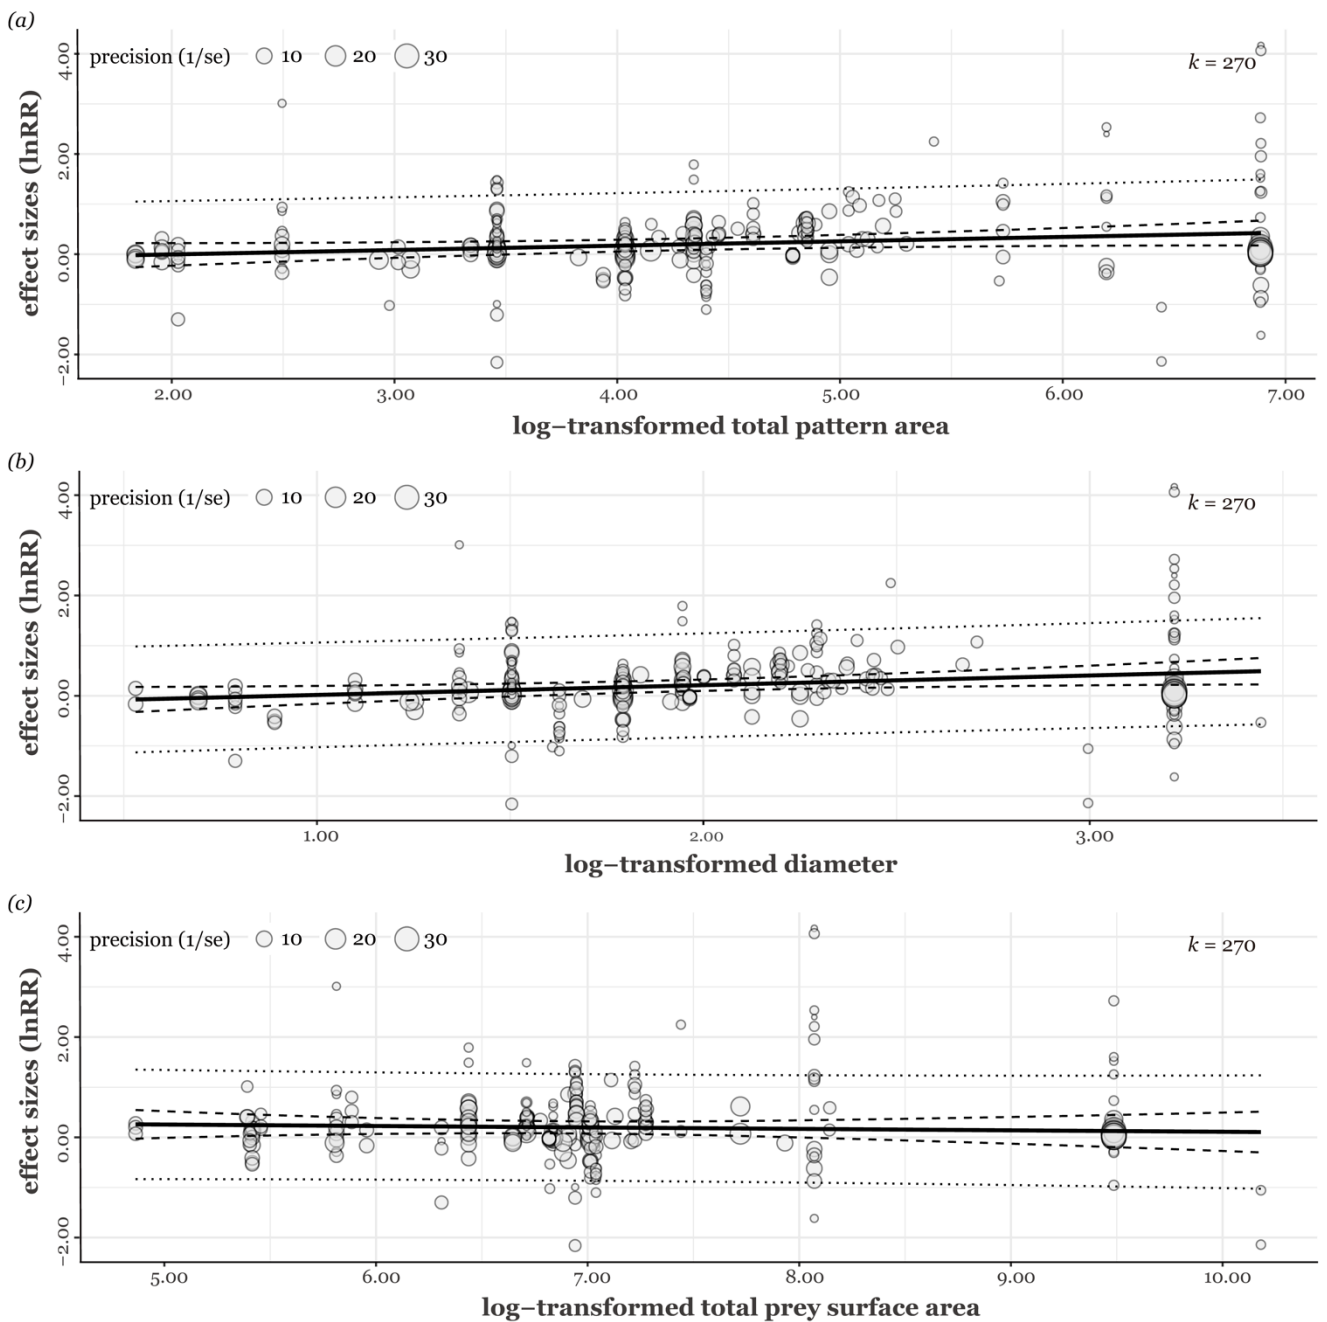 (a)
precision (1/se) 10 20 30
k = 270
effect sizes (lnRR)
4.00
2.00
0.00
−2.00
2.00 3.00 4.00 5.00 6.00 7.00
log−transformed total pattern area
(b)
precision (1/se) 10 20 30
k = 270
effect sizes (lnRR)
4.00
2.00
0.00
−2.00
1.00 2.00 3.00
log−transformed diameter
(c)
precision (1/se) 10 20 30
k = 270
effect sizes (lnRR)
4.00
2.00
0.00
−2.00
5.00 6.00 7.00 8.00 9.00 10.00
log−transformed total prey surface area